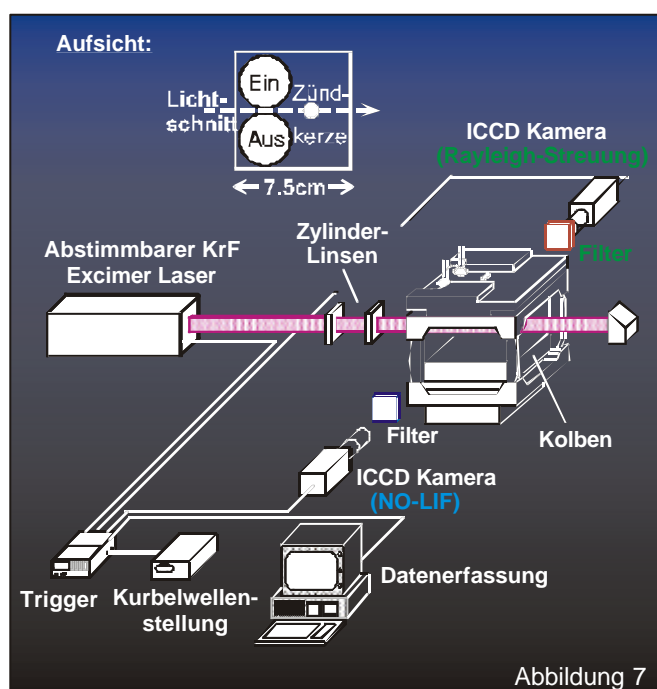 Aufsicht:
Ein
Licht-
schnitt
Zünd-
kerze
Aus
7.5cm
ICCD Kamera
(Rayleigh-Streuung)
Filter
Zylinder-
Linsen
Abstimmbarer KrF
Excimer Laser
Kolben
Filter
ICCD Kamera
(NO-LIF)
Datenerfassung
Trigger
Kurbelwellen-
stellung
Abbildung 7